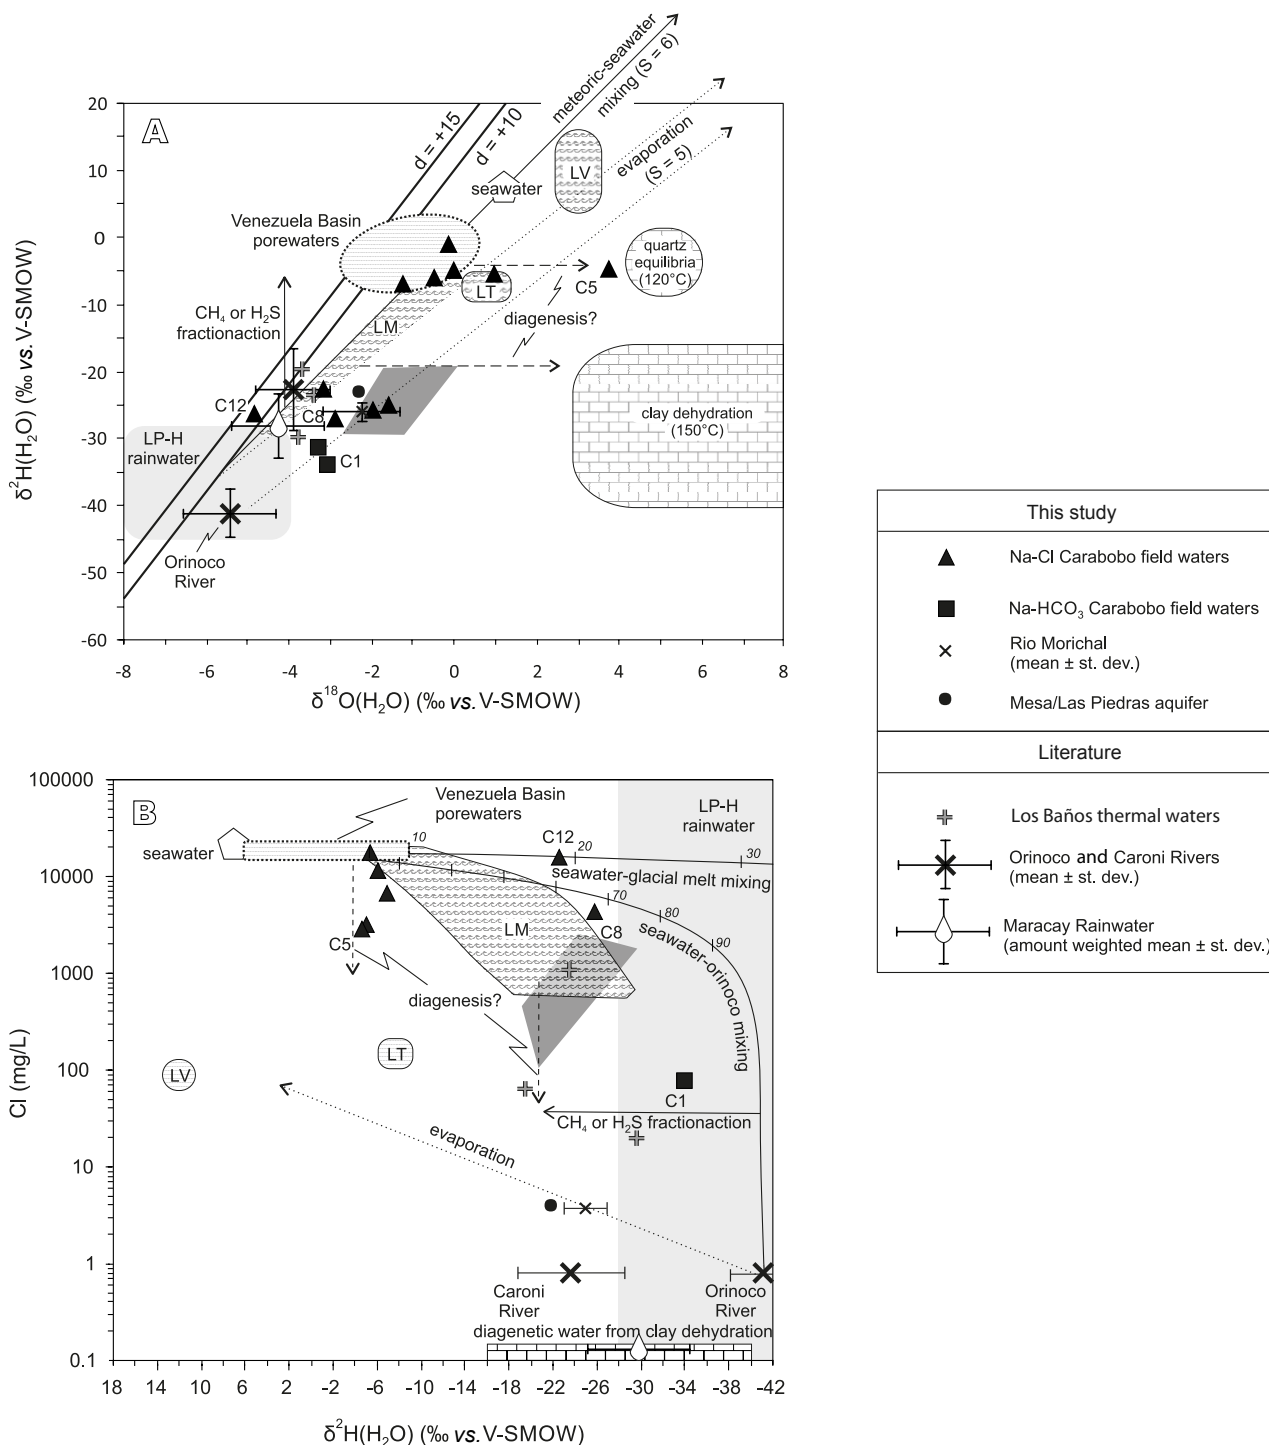 A
20
10
0
-10
-20
-30
-40
-50
-60
-8
-6
-4
-2
0
2
4
6
8
δ²H(H₂O) (‰ vs. V-SMOW)
δ¹⁸O(H₂O) (‰ vs. V-SMOW)
d = +15
d = +10
meteoric-seawater
mixing (S = 6)
evaporation
(S = 5)
LV
seawater
Venezuela Basin
porewaters
quartz
equilibria
(120°C)
LT
C5
CH₄ or H₂S
fractionaction
LM
diagenesis?
C12
C8
C1
LP-H
rainwater
clay dehydration
(150°C)
Orinoco
River
This study
Na-Cl Carabobo field waters
Na-HCO₃ Carabobo field waters
Rio Morichal
(mean ± st. dev.)
Mesa/Las Piedras aquifer
Literature
Los Baños thermal waters
Orinoco and Caroni Rivers
(mean ± st. dev.)
Maracay Rainwater
(amount weighted mean ± st. dev.)
B
100000
10000
1000
100
10
1
0.1
18
14
10
6
2
-2
-6
-10
-14
-18
-22
-26
-30
-34
-38
-42
Cl (mg/L)
δ²H(H₂O) (‰ vs. V-SMOW)
Venezuela Basin
porewaters
LP-H
rainwater
seawater
10
C12
20
30
seawater-glacial melt mixing
70
80
90
seawater-orinoco mixing
LM
C8
C5
diagenesis?
LT
LV
C1
CH₄ or H₂S fractionaction
evaporation
Caroni
River
Orinoco
River
diagenetic water from clay dehydration